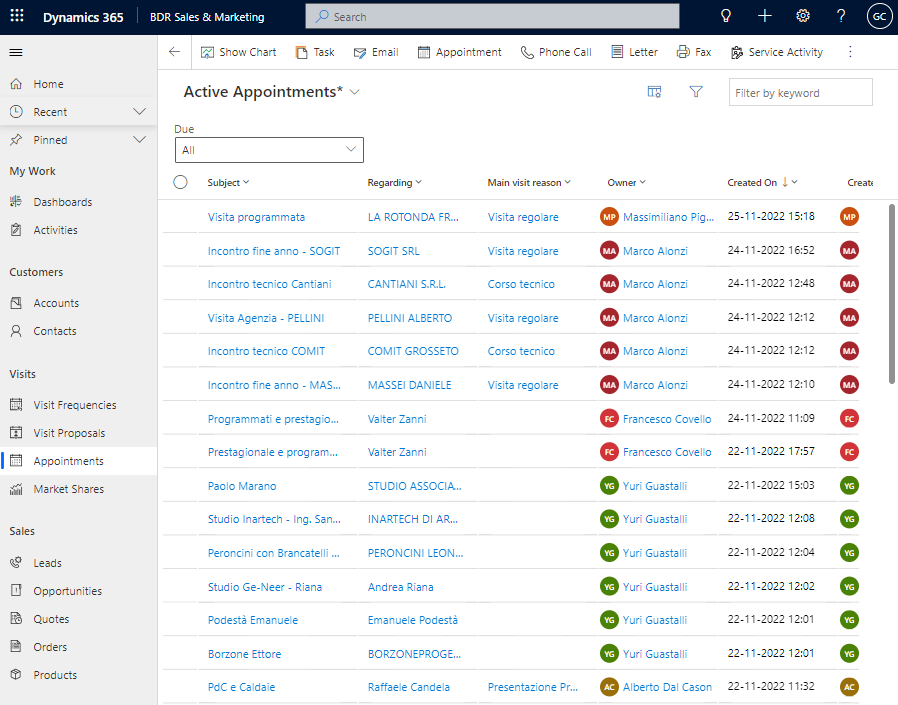 Dynamics 365 BDR Sales & Marketing Search GC
Show Chart Task Email Appointment Phone Call Letter Fax Service Activity
Home
Recent
Pinned
My Work
Dashboards
Activities
Customers
Accounts
Contacts
Visits
Visit Frequencies
Visit Proposals
Appointments
Market Shares
Sales
Leads
Opportunities
Quotes
Orders
Products
Active Appointments*
Filter by keyword
Due
All
Subject Regarding Main visit reason Owner Created On Create
Visita programmata LA ROTONDA FR... Visita regolare MP Massimiliano Pig... 25-11-2022 15:18 MP
Incontro fine anno - SOGIT SOGIT SRL Visita regolare MA Marco Alonzi 24-11-2022 16:52 MA
Incontro tecnico Cantiani CANTIANI S.R.L. Corso tecnico MA Marco Alonzi 24-11-2022 12:48 MA
Visita Agenzia - PELLINI PELLINI ALBERTO Visita regolare MA Marco Alonzi 24-11-2022 12:12 MA
Incontro tecnico COMIT COMIT GROSSETO Corso tecnico MA Marco Alonzi 24-11-2022 12:12 MA
Incontro fine anno - MAS... MASSEI DANIELE Visita regolare MA Marco Alonzi 24-11-2022 12:10 MA
Programmati e prestagio... Valter Zanni FC Francesco Covello 24-11-2022 11:09 FC
Prestagionale e program... Valter Zanni FC Francesco Covello 22-11-2022 17:57 FC
Paolo Marano STUDIO ASSOCIA... YG Yuri Guastalli 22-11-2022 15:03 YG
Studio Inartech - Ing. San... INARTECH DI AR... YG Yuri Guastalli 22-11-2022 12:08 YG
Peroncini con Brancatelli ... PERONCINI LEON... YG Yuri Guastalli 22-11-2022 12:04 YG
Studio Ge-Neer - Riana Andrea Riana YG Yuri Guastalli 22-11-2022 12:02 YG
Podestà Emanuele Emanuele Podestà YG Yuri Guastalli 22-11-2022 12:01 YG
Borzone Ettore BORZONEPROGE... YG Yuri Guastalli 22-11-2022 12:01 YG
PdC e Caldaie Raffaele Candela Presentazione Pr... AC Alberto Dal Cason 22-11-2022 11:32 AC